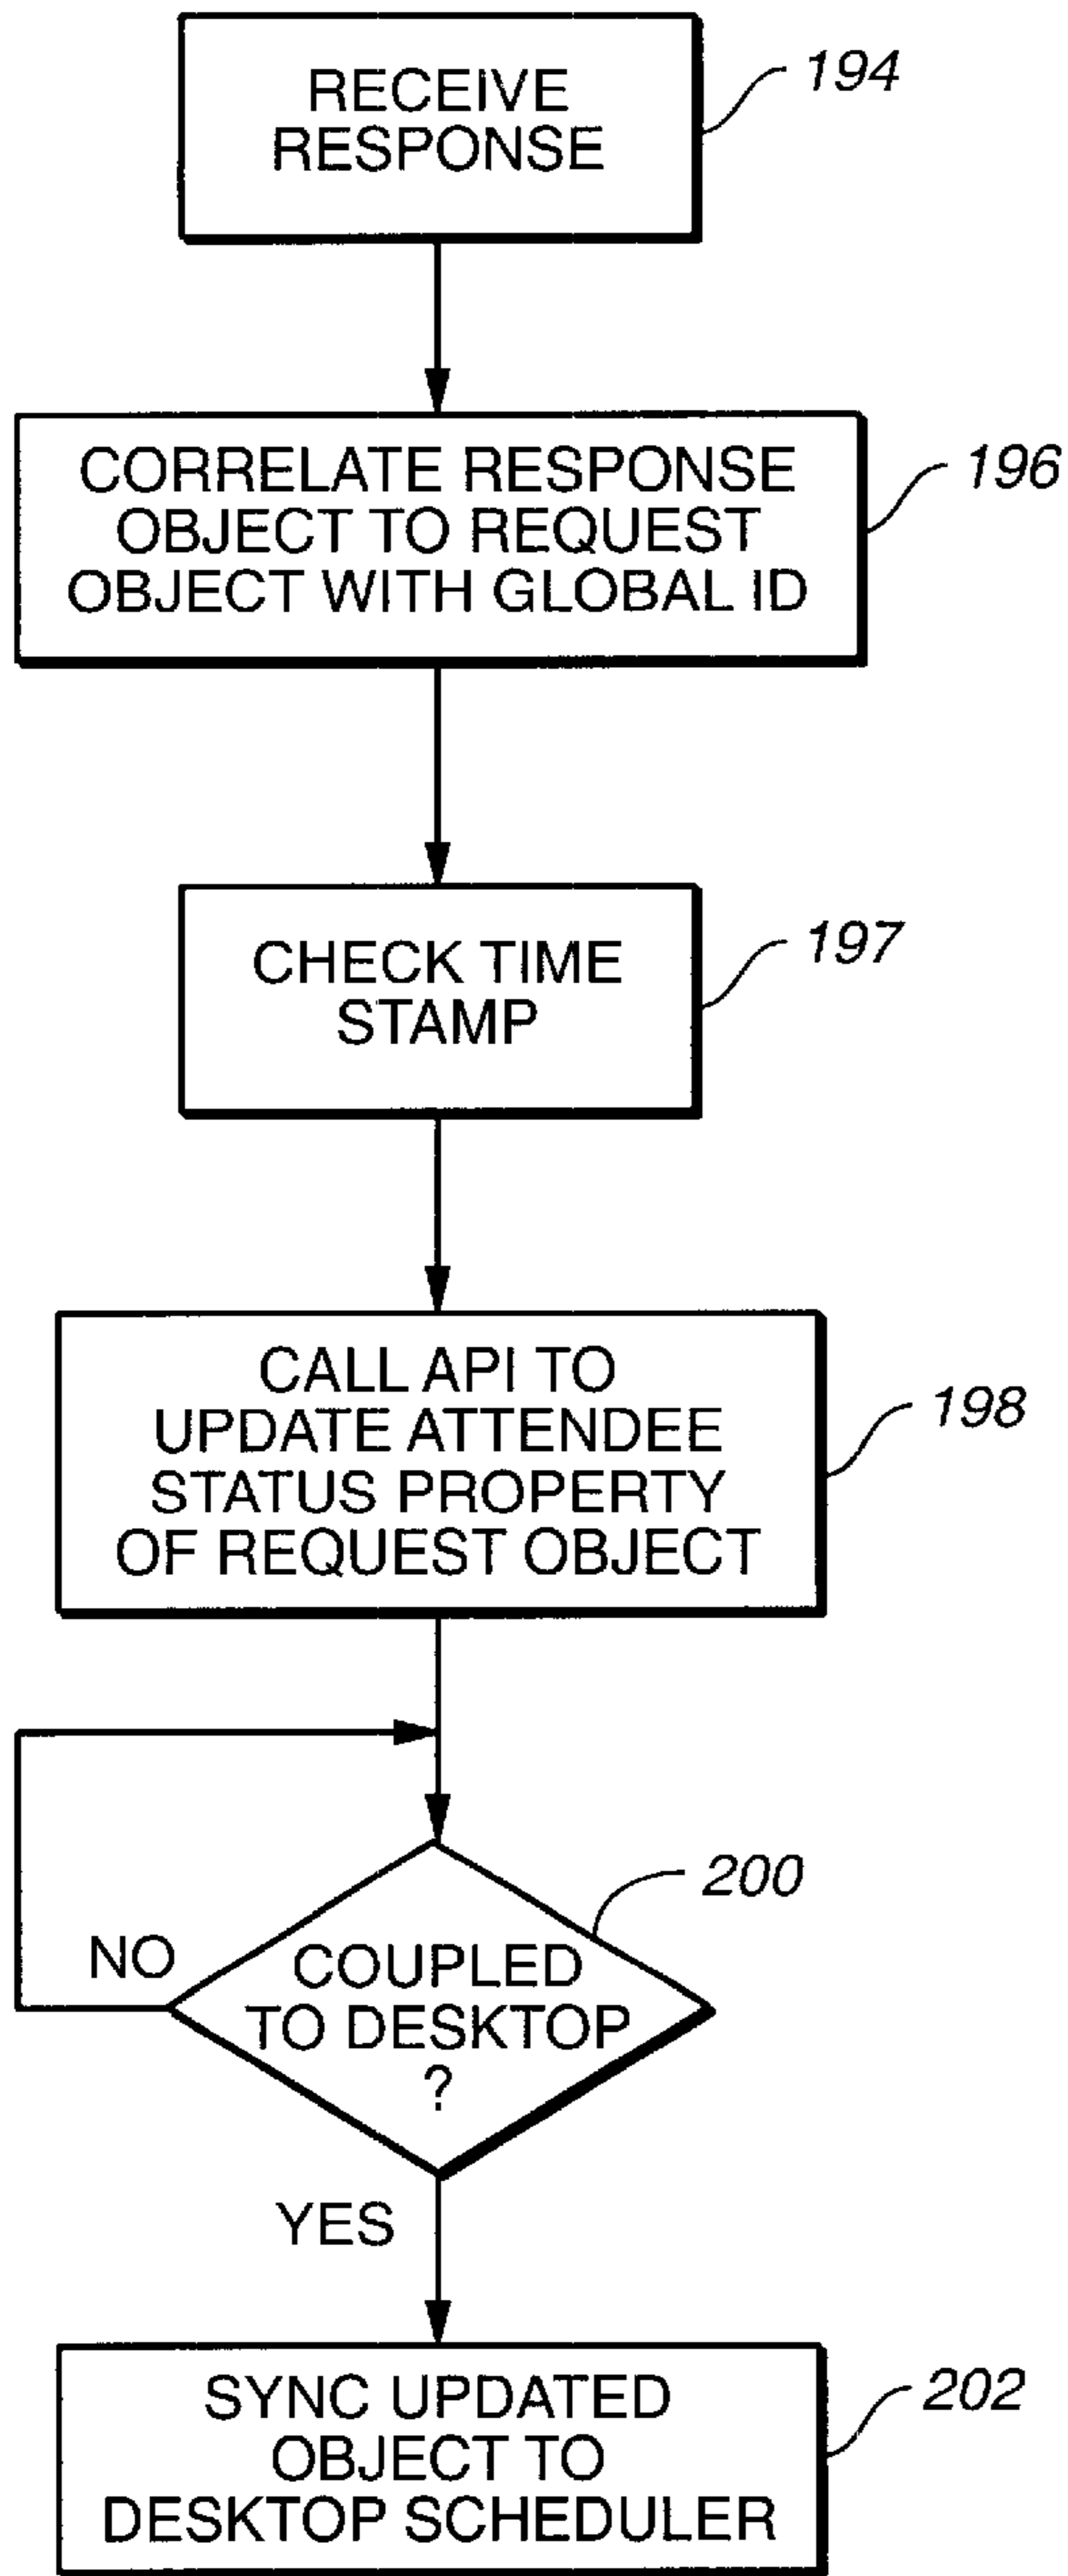 RECEIVE
RESPONSE
194
CORRELATE RESPONSE
OBJECT TO REQUEST
OBJECT WITH GLOBAL ID
196
CHECK TIME
STAMP
197
CALL API TO
UPDATE ATTENDEE
STATUS PROPERTY
OF REQUEST OBJECT
198
200
NO
COUPLED
TO DESKTOP
?
YES
SYNC UPDATED
OBJECT TO
DESKTOP SCHEDULER
202